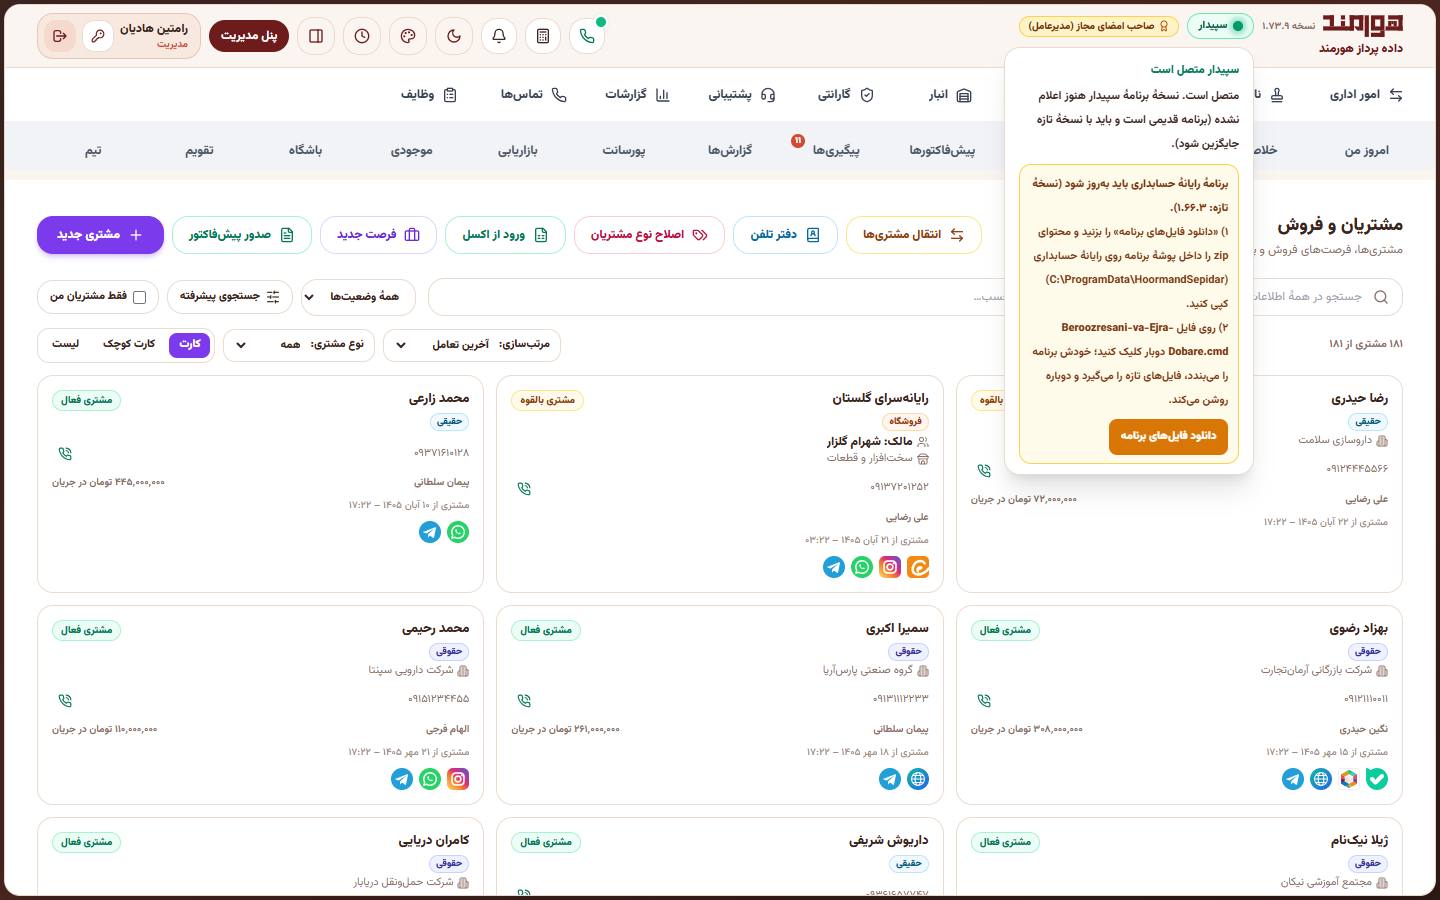 هورمند
داده پرداز هورمند
نسخه ۱.۷۳.۹
سپیدار
صاحب امضای مجاز (مدیرعامل)
پنل مدیریت
رامتین هادیان
مدیریت
امور اداری
انبار
گارانتی
پشتیبانی
گزارشات
تماس‌ها
وظایف
امروز من
پیش‌فاکتورها
پیگیری‌ها
۱۱
گزارش‌ها
پورسانت
بازاریابی
موجودی
باشگاه
تقویم
تیم
سپیدار متصل است
متصل است. نسخهٔ برنامهٔ سپیدار هنوز اعلام
نشده (برنامه قدیمی است و باید با نسخهٔ تازه
جایگزین شود).
برنامهٔ رایانهٔ حسابداری باید به‌روز شود (نسخهٔ
تازه: ۱.۶۶.۳).
۱) «دانلود فایل‌های برنامه» را بزنید و محتوای
zip را داخل پوشهٔ برنامه روی رایانهٔ حسابداری
(C:\ProgramData\HoormandSepidar)
کپی کنید.
۲) روی فایل Beroozresani-va-Ejra-
Dobare.cmd دوبار کلیک کنید؛ خودش برنامه
را می‌بندد، فایل‌های تازه را می‌گیرد و دوباره
روشن می‌کند.
دانلود فایل‌های برنامه
مشتریان و فروش
مشتری‌ها، فرصت‌های فروش و
انتقال مشتری‌ها
دفتر تلفن
اصلاح نوع مشتریان
ورود از اکسل
فرصت جدید
صدور پیش‌فاکتور
مشتری جدید
جستجو در همهٔ اطلاعات
همهٔ وضعیت‌ها
جستجوی پیشرفته
فقط مشتریان من
۱۸۱ مشتری از ۱۸۱
مرتب‌سازی: آخرین تعامل
نوع مشتری: همه
کارت
کارت کوچک
لیست
رضا حیدری
بالقوه
حقیقی
داروسازی سلامت
۰۹۱۲۴۴۴۵۵۶۶
علی رضایی
۷۲,۰۰۰,۰۰۰ تومان در جریان
مشتری از ۲۲ آبان ۱۴۰۵ – ۱۷:۲۲
رایانه‌سرای گلستان
مشتری بالقوه
فروشگاه
مالک: شهرام گلزار
سخت‌افزار و قطعات
۰۹۱۳۷۲۰۱۲۵۲
علی رضایی
مشتری از ۲۱ آبان ۱۴۰۵ – ۰۳:۲۲
محمد زارعی
مشتری فعال
حقیقی
۰۹۳۷۱۶۱۰۱۲۸
پیمان سلطانی
۴۴۵,۰۰۰,۰۰۰ تومان در جریان
مشتری از ۱۰ آبان ۱۴۰۵ – ۱۷:۲۲
بهزاد رضوی
مشتری فعال
حقوقی
شرکت بازرگانی آرمان‌تجارت
۰۹۱۲۱۱۱۰۰۱۱
نگین حیدری
۳۰۸,۰۰۰,۰۰۰ تومان در جریان
مشتری از ۱۵ مهر ۱۴۰۵ – ۱۷:۲۲
سمیرا اکبری
مشتری فعال
حقوقی
گروه صنعتی پارس‌آریا
۰۹۱۳۱۱۱۲۲۳۳
پیمان سلطانی
۲۶۱,۰۰۰,۰۰۰ تومان در جریان
مشتری از ۱۸ مهر ۱۴۰۵ – ۱۷:۲۲
محمد رحیمی
مشتری فعال
حقوقی
شرکت دارویی سپنتا
۰۹۱۵۱۲۳۴۴۵۵
الهام فرجی
۱۱۰,۰۰۰,۰۰۰ تومان در جریان
مشتری از ۲۱ مهر ۱۴۰۵ – ۱۷:۲۲
ژیلا نیک‌نام
مشتری فعال
حقوقی
مجتمع آموزشی نیکان
داریوش شریفی
مشتری فعال
حقیقی
کامران دریایی
مشتری فعال
حقوقی
شرکت حمل‌ونقل دریابار